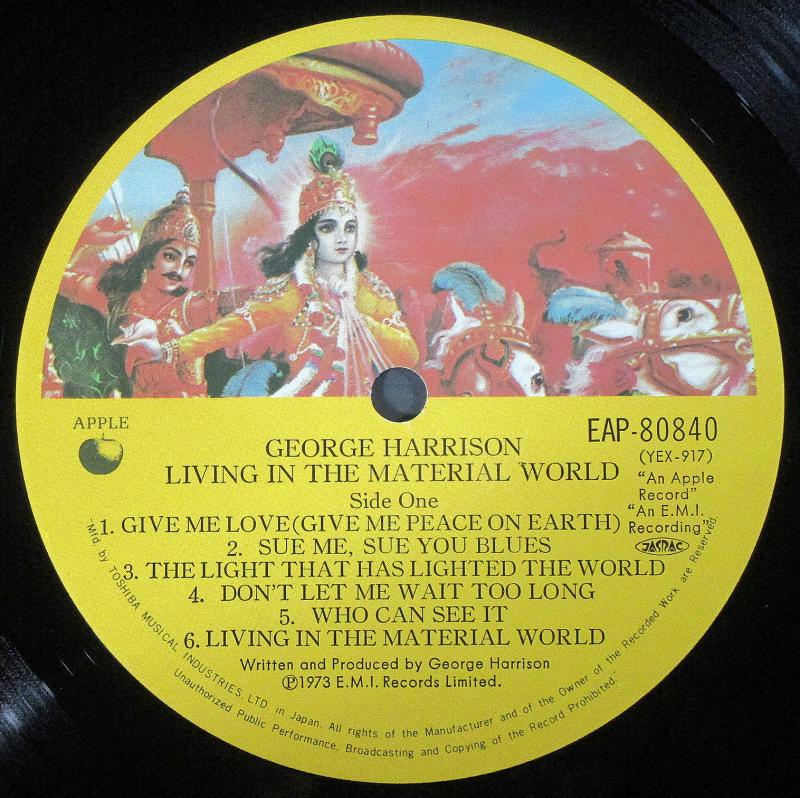 APPLE
EAP-80840
(YEX-917)
GEORGE HARRISON
LIVING IN THE MATERIAL WORLD
"An Apple
Record"
"An E.M.I.
Recording"
JASRAC
Side One
1. GIVE ME LOVE (GIVE ME PEACE ON EARTH)
2. SUE ME, SUE YOU BLUES
3. THE LIGHT THAT HAS LIGHTED THE WORLD
4. DON'T LET ME WAIT TOO LONG
5. WHO CAN SEE IT
6. LIVING IN THE MATERIAL WORLD
Written and Produced by George Harrison
Ⓟ1973 E.M.I. Records Limited.
"Mfd. by TOSHIBA MUSICAL INDUSTRIES, LTD. in Japan. All rights of the Manufacturer and of the Owner of the Recorded Work are Reserved
Unauthorized Public Performance, Broadcasting and Copying of the Record Prohibited."